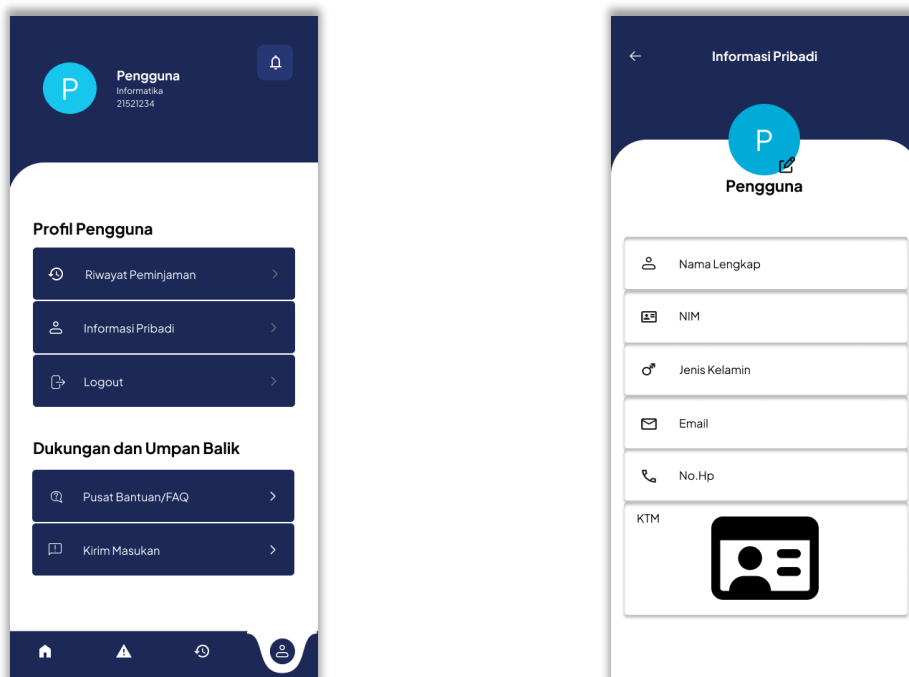 P
Pengguna
Informatika
21521234
Profil Pengguna
Riwayat Peminjaman
Informasi Pribadi
Logout
Dukungan dan Umpan Balik
Pusat Bantuan/FAQ
Kirim Masukan
Informasi Pribadi
P
Pengguna
Nama Lengkap
NIM
Jenis Kelamin
Email
No.Hp
KTM